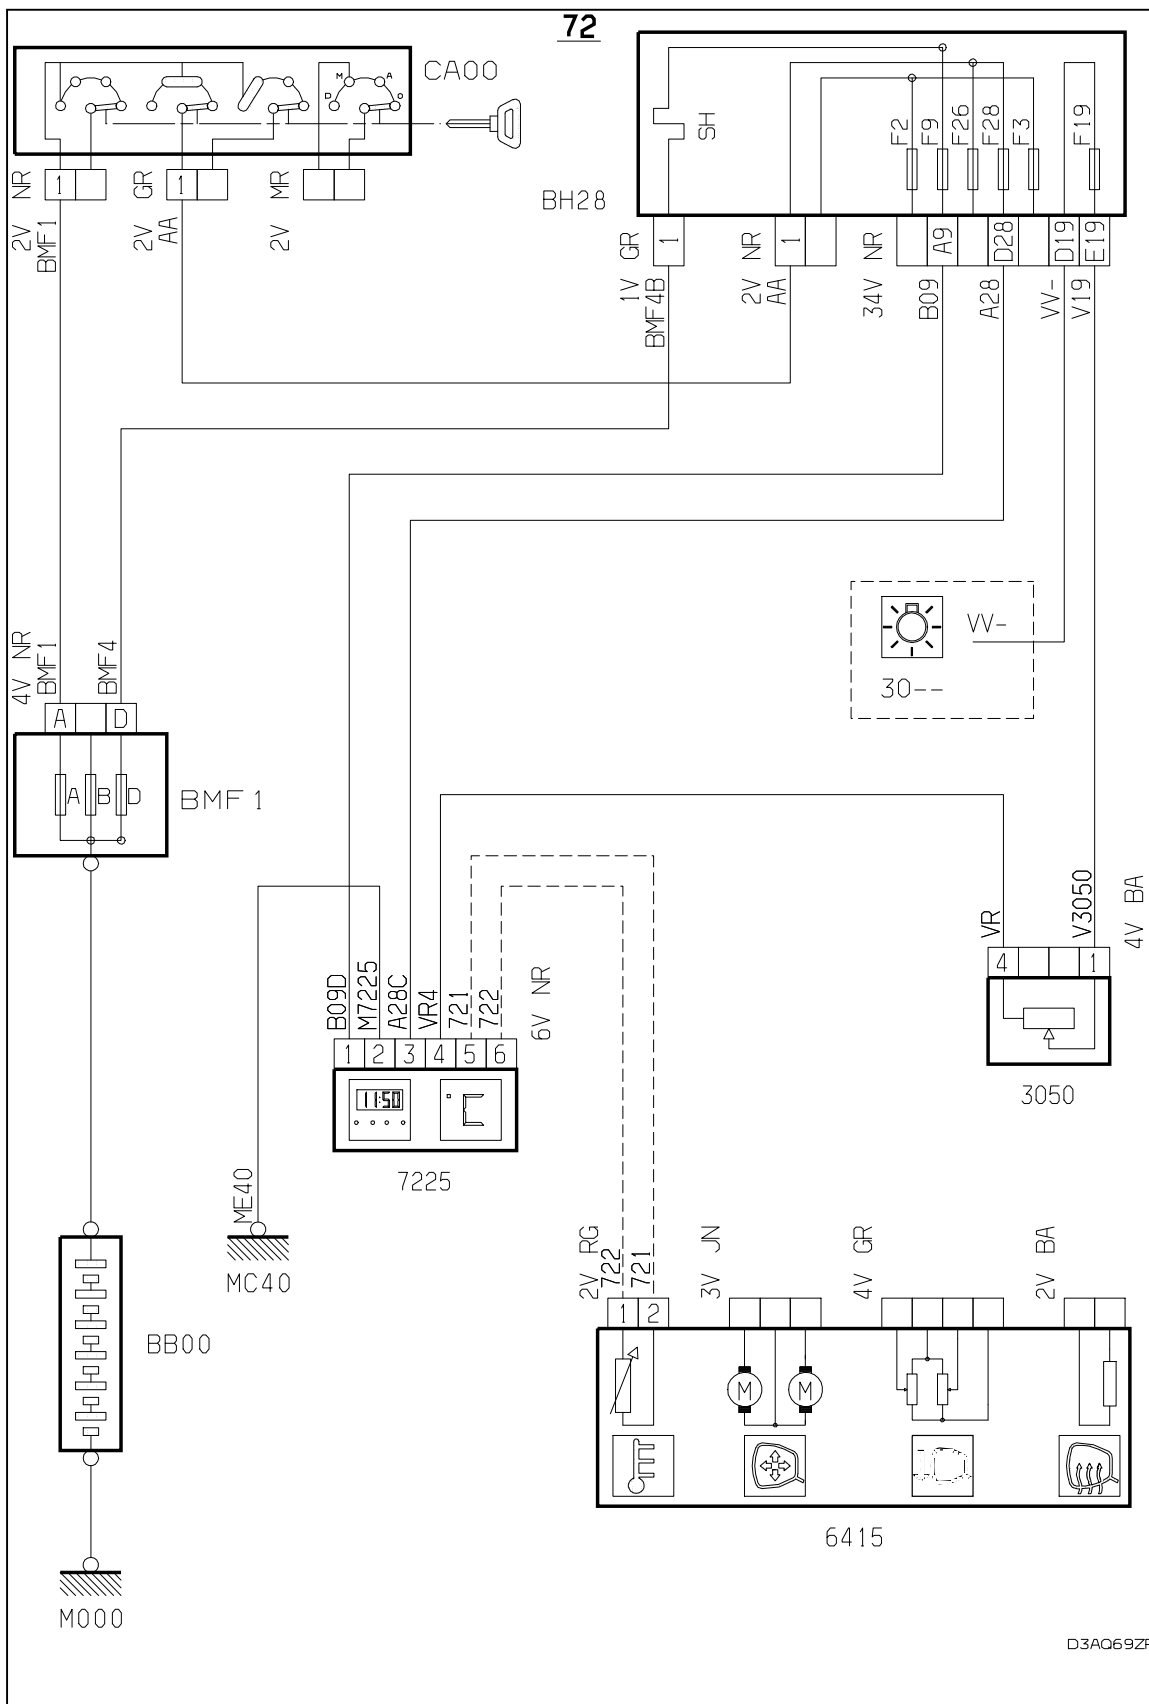 72
CA00
M
A
D
O
NR
1
2V
BMF1
GR
1
2V
AA
MR
2V
SH
F2
F9
F26
F28
F3
F19
BH28
GR
1
1V
BMF4B
NR
1
2V
AA
NR
34V
A9
D28
D19
E19
B09
A28
VV-
V19
VV-
30--
4V NR
BMF1
BMF4
A
D
A
B
D
BMF1
VR
V3050
4V BA
4
1
3050
B09D
M7225
A28C
VR4
721
722
6V NR
1
2
3
4
5
6
11:50
°C
7225
ME40
MC40
BB00
M000
2V RG
722
721
3V JN
4V GR
2V BA
1
2
M
M
6415
D3AQ69ZP